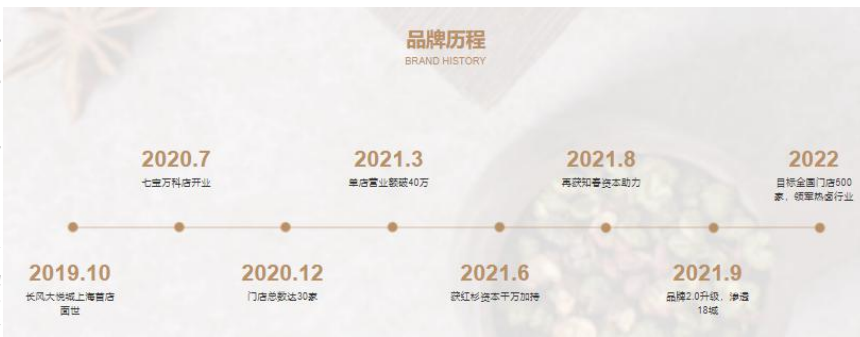 品牌历程
BRAND HISTORY
2019.10
长风大悦城上海首店
面世
2020.7
七宝万科店开业
2020.12
门店总数达30家
2021.3
单店营业额破40万
2021.6
获红杉资本千万加持
2021.8
再获知春资本助力
2021.9
品牌2.0升级，渗透
18城
2022
目标全国门店600
家，领军热卤行业